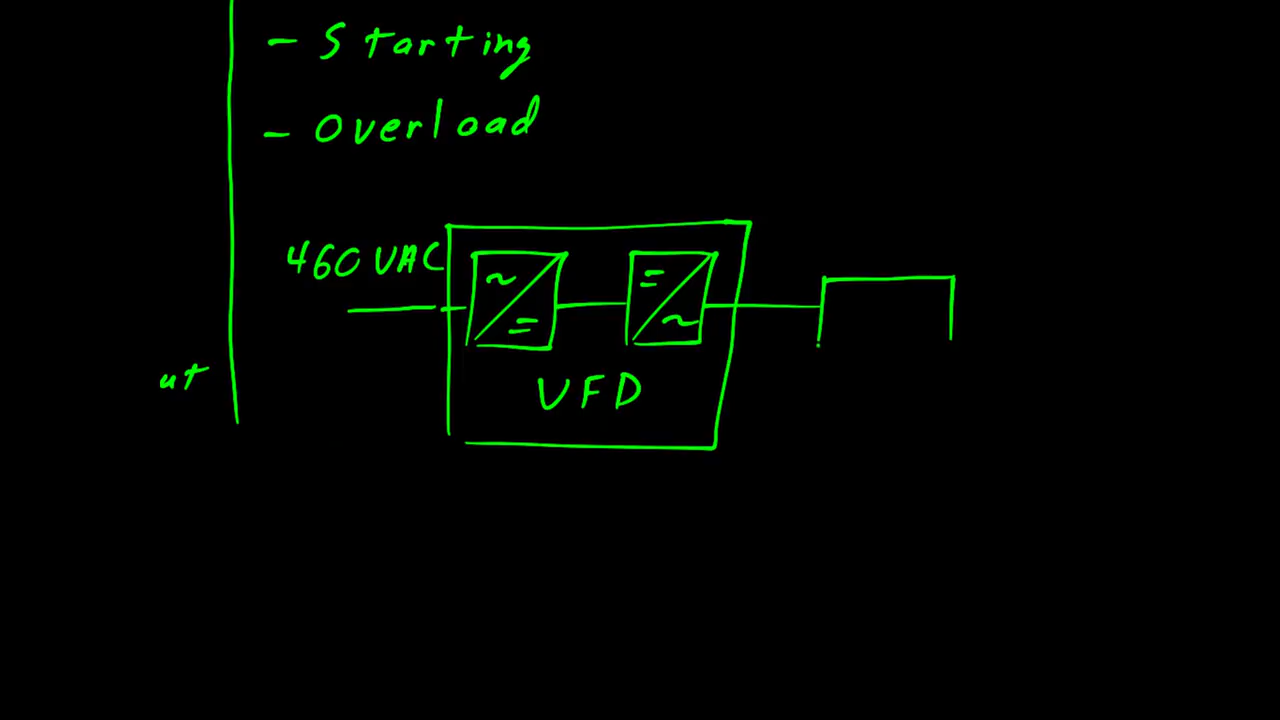 - Starting
- Overload
460 VAC
~
=
=
~
VFD